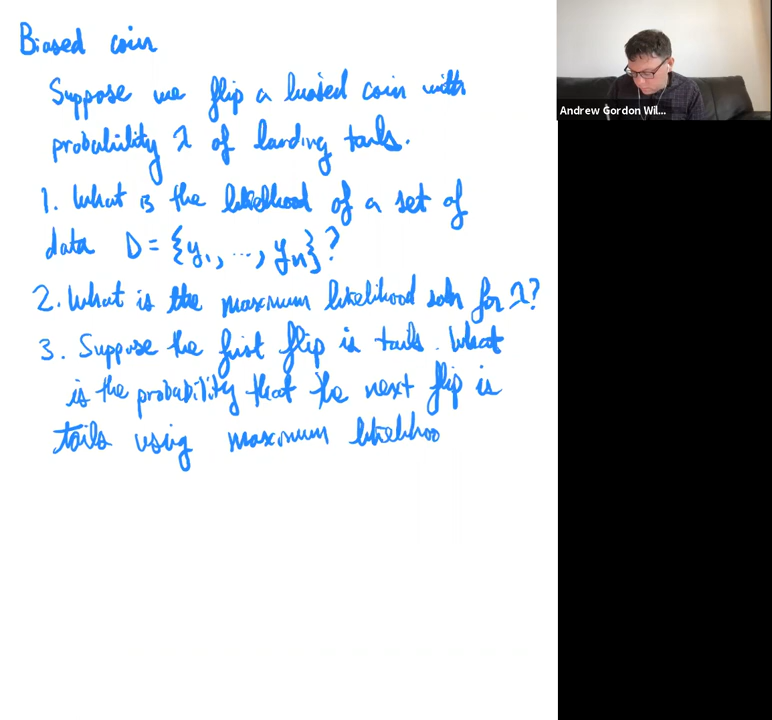 Biased coin
Suppose we flip a biased coin with
probability λ of landing tails.
1. What is the likelihood of a set of
data D = {y₁, ..., yₙ}?
2. What is the maximum likelihood soln for λ?
3. Suppose the first flip is tails. What
is the probability that the next flip is
tails using maximum likelihoo
Andrew Gordon Wil...